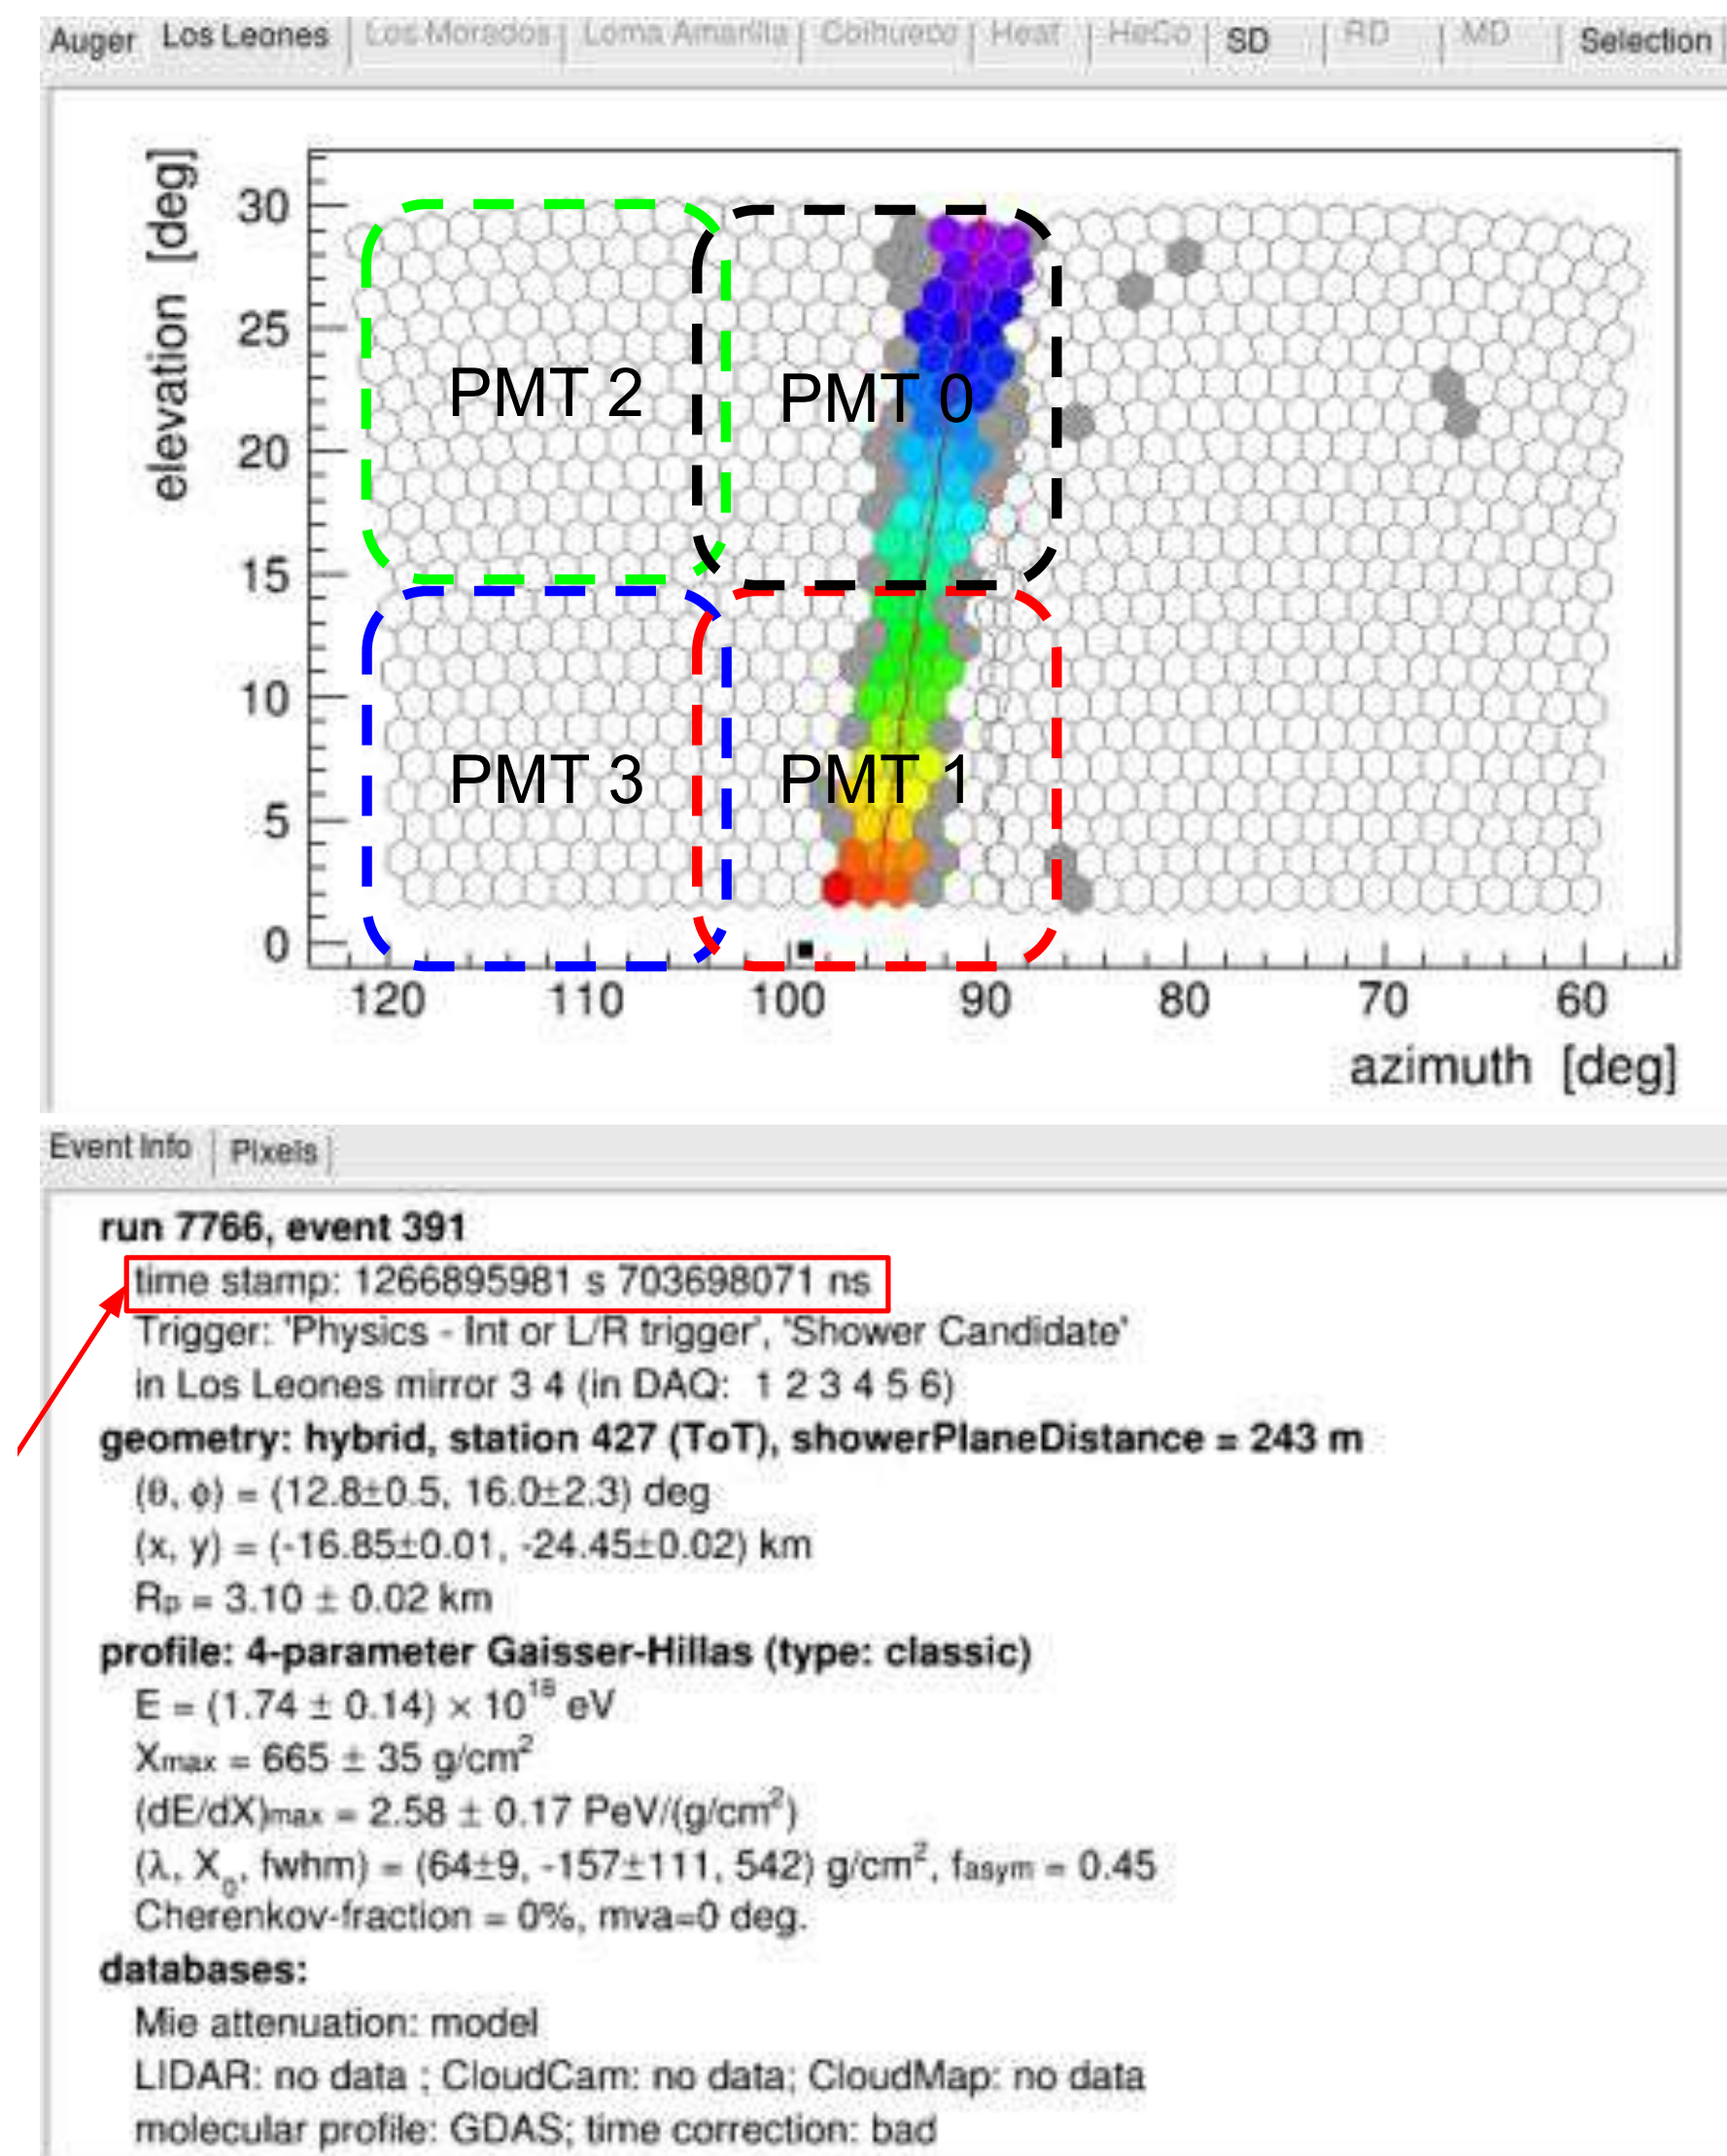 Auger Los Leones Los Morados Loma Amarilla Coihueco Heat HeCo SD RD MD Selection
elevation [deg]
30
25
20
15
10
5
0
PMT 2 PMT 0
PMT 3 PMT 1
120 110 100 90 80 70 60
azimuth [deg]
Event Info Pixels
run 7766, event 391
time stamp: 1266895981 s 703698071 ns
Trigger: 'Physics - Int or L/R trigger', 'Shower Candidate'
in Los Leones mirror 3 4 (in DAQ: 1 2 3 4 5 6)
geometry: hybrid, station 427 (ToT), showerPlaneDistance = 243 m
(θ, φ) = (12.8±0.5, 16.0±2.3) deg
(x, y) = (-16.85±0.01, -24.45±0.02) km
Rp = 3.10 ± 0.02 km
profile: 4-parameter Gaisser-Hillas (type: classic)
E = (1.74 ± 0.14) × 10^18 eV
Xmax = 665 ± 35 g/cm²
(dE/dX)max = 2.58 ± 0.17 PeV/(g/cm²)
(λ, X₀, fwhm) = (64±9, -157±111, 542) g/cm², fasym = 0.45
Cherenkov-fraction = 0%, mva=0 deg.
databases:
Mie attenuation: model
LIDAR: no data ; CloudCam: no data; CloudMap: no data
molecular profile: GDAS; time correction: bad